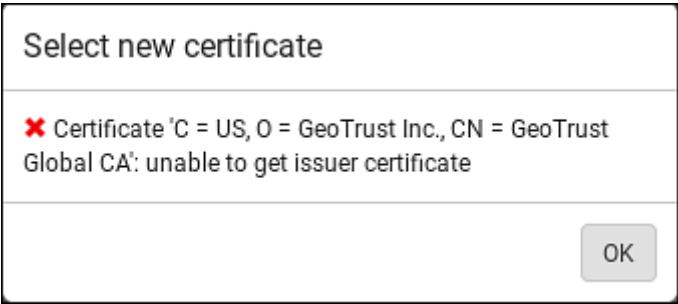 Select new certificate
✖ Certificate 'C = US, O = GeoTrust Inc., CN = GeoTrust
Global CA': unable to get issuer certificate
OK